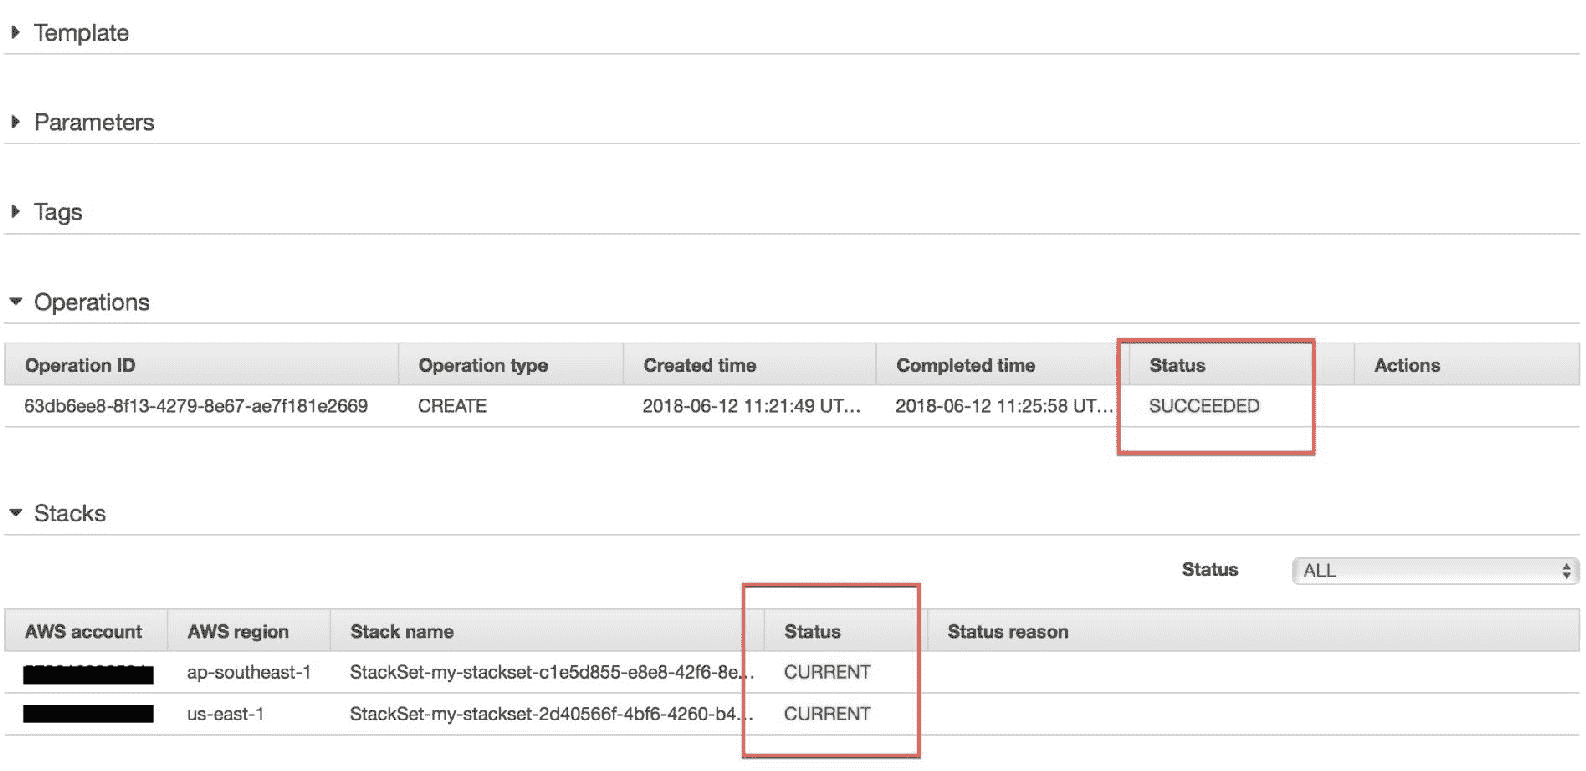 Template
Parameters
Tags
Operations
Operation ID Operation type Created time Completed time Status Actions
63db6ee8-8f13-4279-8e67-ae7f181e2669 CREATE 2018-06-12 11:21:49 UT... 2018-06-12 11:25:58 UT... SUCCEEDED
Stacks
Status ALL
AWS account AWS region Stack name Status Status reason
ap-southeast-1 StackSet-my-stackset-c1e5d855-e8e8-42f6-8e... CURRENT
us-east-1 StackSet-my-stackset-2d40566f-4bf6-4260-b4... CURRENT